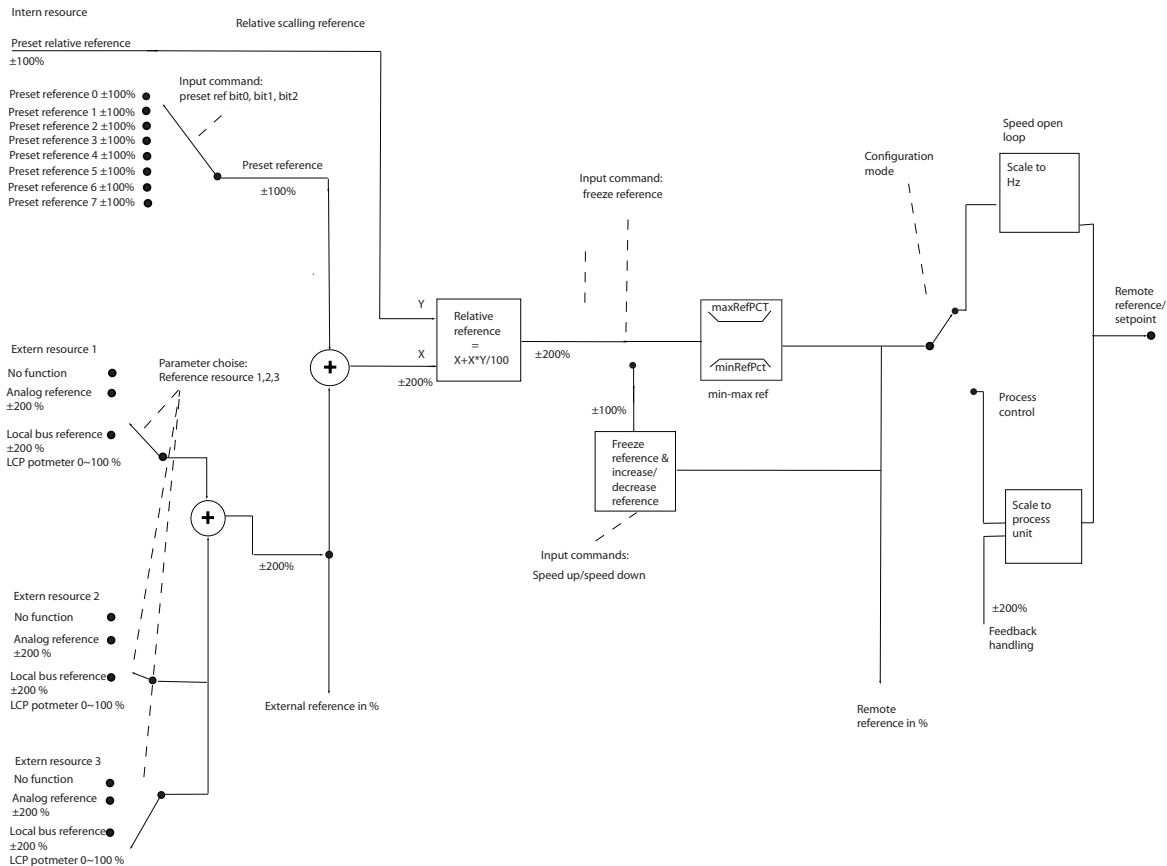 Intern resource
Relative scalling reference
Preset relative reference
±100%
Input command:
preset ref bit0, bit1, bit2
Preset reference 0 ±100%
Preset reference 1 ±100%
Preset reference 2 ±100%
Preset reference 3 ±100%
Preset reference 4 ±100%
Preset reference 5 ±100%
Preset reference 6 ±100%
Preset reference 7 ±100%
Preset reference
±100%
Input command:
freeze reference
Configuration
mode
Speed open
loop
Scale to
Hz
Remote
reference/
setpoint
Y
X
±200%
Relative
reference
=
X+X*Y/100
±200%
maxRefPCT
minRefPct
min-max ref
±100%
Freeze
reference &
increase/
decrease
reference
Input commands:
Speed up/speed down
Process
control
Scale to
process
unit
±200%
Feedback
handling
Extern resource 1
No function
Analog reference
±200 %
Local bus reference
±200 %
LCP potmeter 0~100 %
Parameter choise:
Reference resource 1,2,3
+
+
±200%
Extern resource 2
No function
Analog reference
±200 %
Local bus reference
±200 %
LCP potmeter 0~100 %
External reference in %
Remote
reference in %
Extern resource 3
No function
Analog reference
±200 %
Local bus reference
±200 %
LCP potmeter 0~100 %